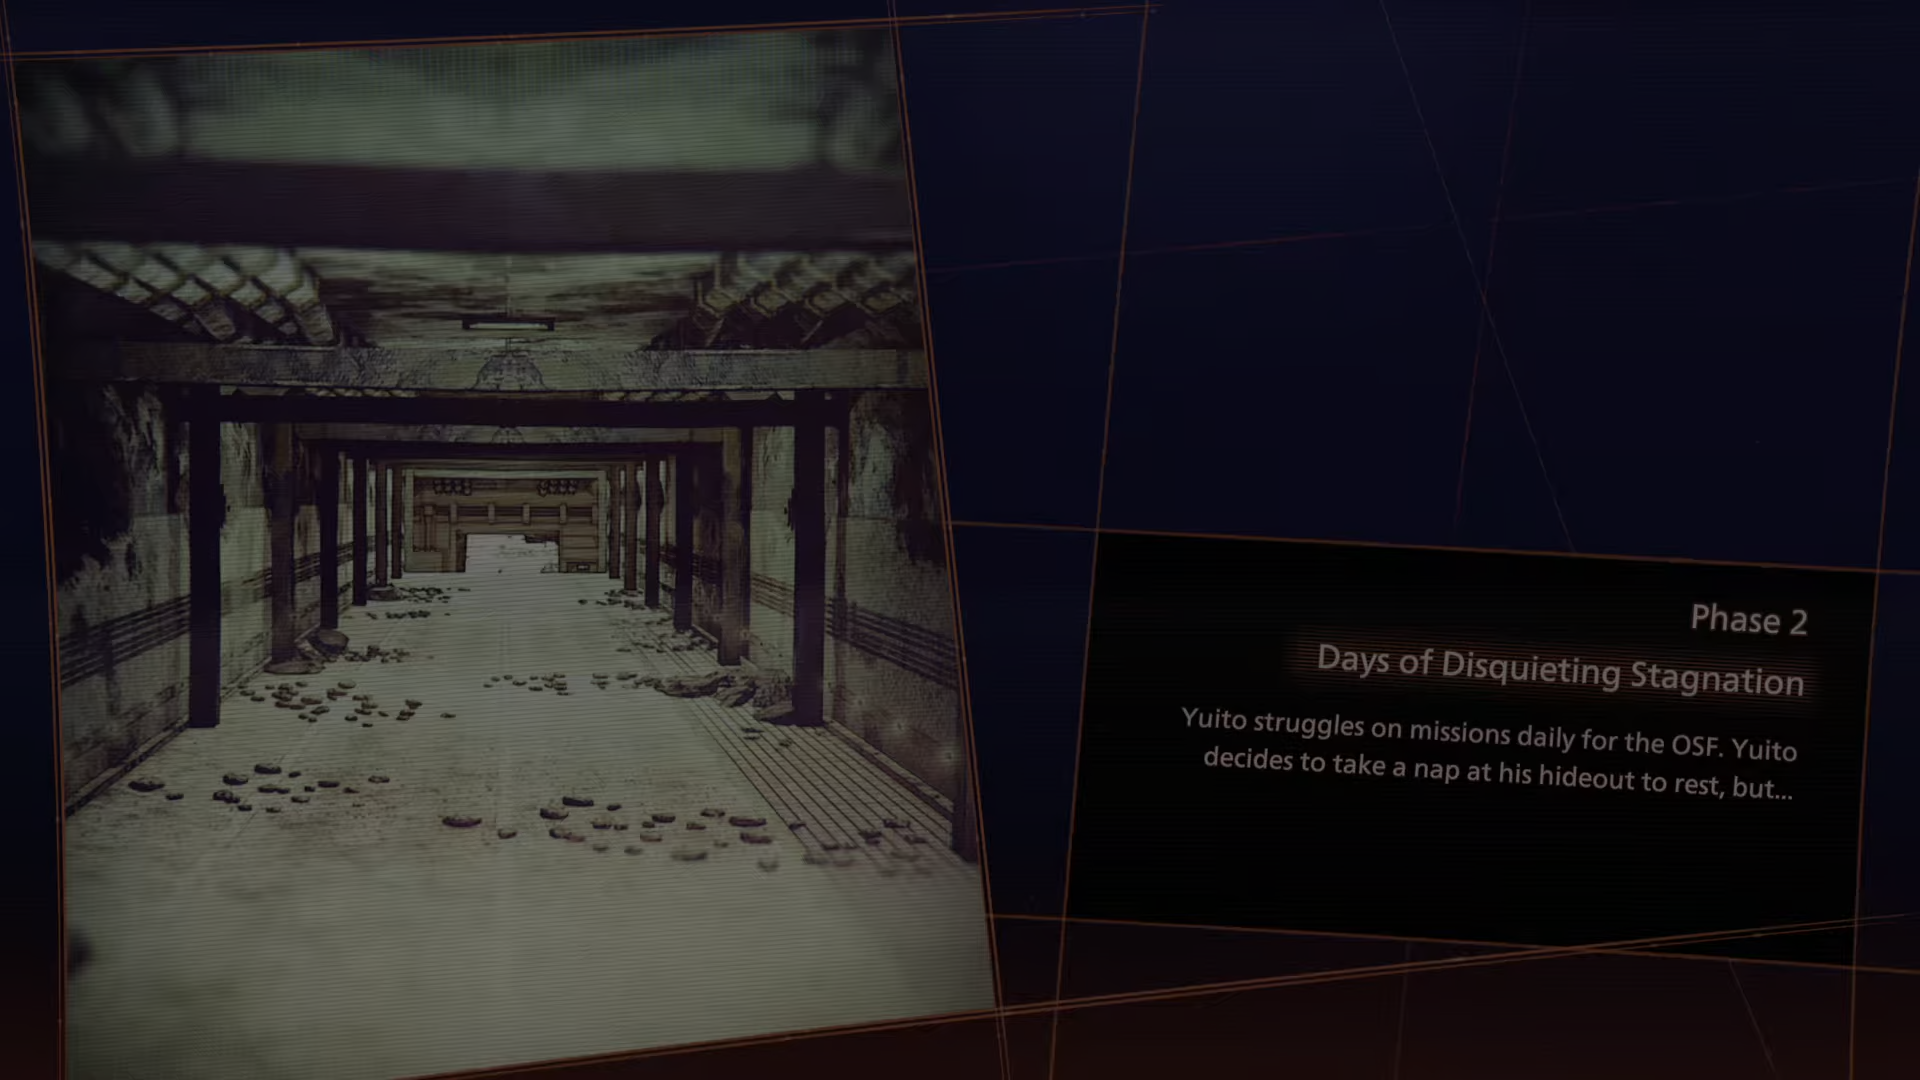 Phase 2
Days of Disquieting Stagnation
Yuito struggles on missions daily for the OSF. Yuito
decides to take a nap at his hideout to rest, but...